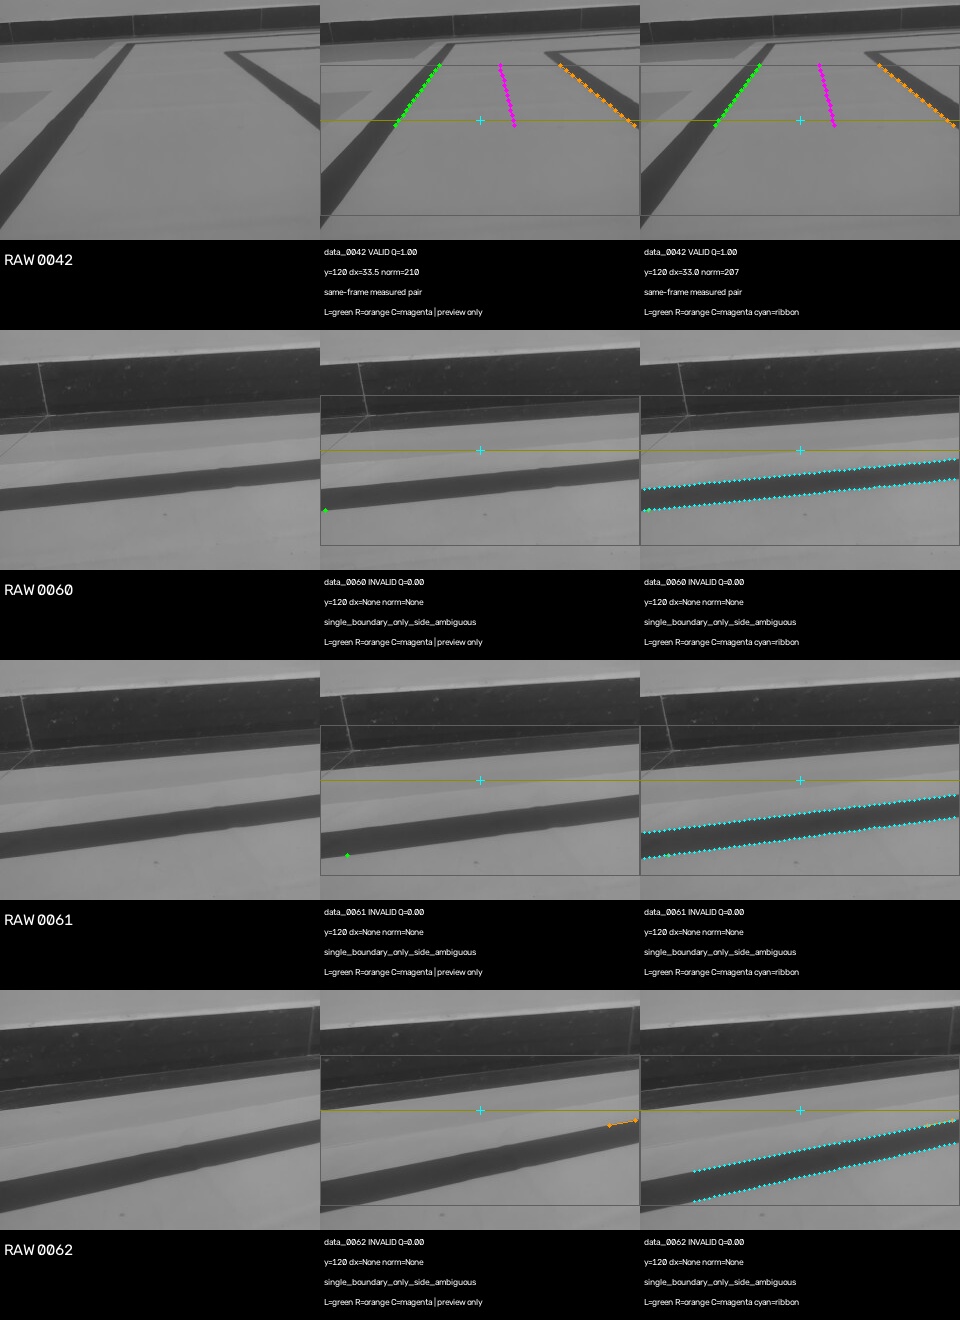 RAW 0042
data_0042 VALID Q=1.00
y=120 dx=33.5 norm=210
same-frame measured pair
L=green R=orange C=magenta | preview only
data_0042 VALID Q=1.00
y=120 dx=33.0 norm=207
same-frame measured pair
L=green R=orange C=magenta cyan=ribbon
RAW 0060
data_0060 INVALID Q=0.00
y=120 dx=None norm=None
single_boundary_only_side_ambiguous
L=green R=orange C=magenta | preview only
data_0060 INVALID Q=0.00
y=120 dx=None norm=None
single_boundary_only_side_ambiguous
L=green R=orange C=magenta cyan=ribbon
RAW 0061
data_0061 INVALID Q=0.00
y=120 dx=None norm=None
single_boundary_only_side_ambiguous
L=green R=orange C=magenta | preview only
data_0061 INVALID Q=0.00
y=120 dx=None norm=None
single_boundary_only_side_ambiguous
L=green R=orange C=magenta cyan=ribbon
RAW 0062
data_0062 INVALID Q=0.00
y=120 dx=None norm=None
single_boundary_only_side_ambiguous
L=green R=orange C=magenta | preview only
data_0062 INVALID Q=0.00
y=120 dx=None norm=None
single_boundary_only_side_ambiguous
L=green R=orange C=magenta cyan=ribbon